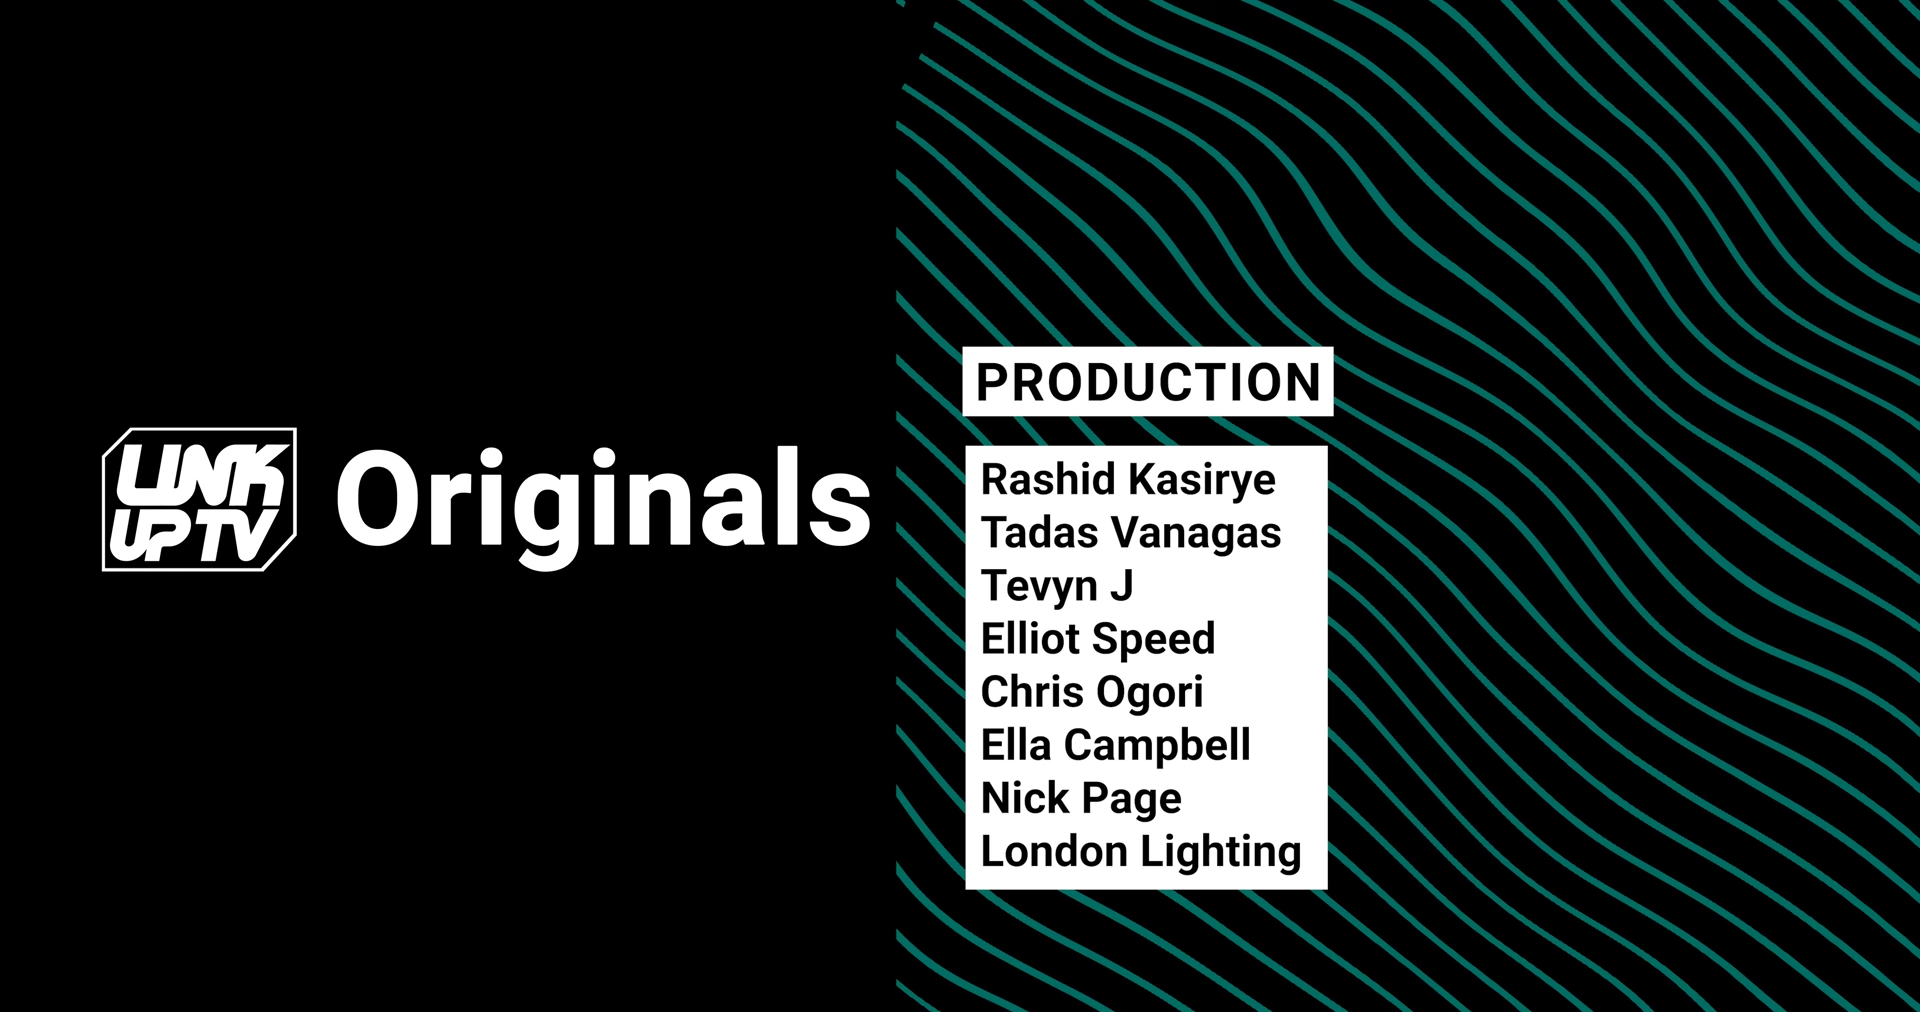 LINK
UP TV
Originals
PRODUCTION
Rashid Kasirye
Tadas Vanagas
Tevyn J
Elliot Speed
Chris Ogori
Ella Campbell
Nick Page
London Lighting